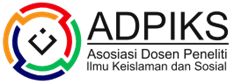 ADPIKS
Asosiasi Dosen Peneliti
Ilmu Keislaman dan Sosial